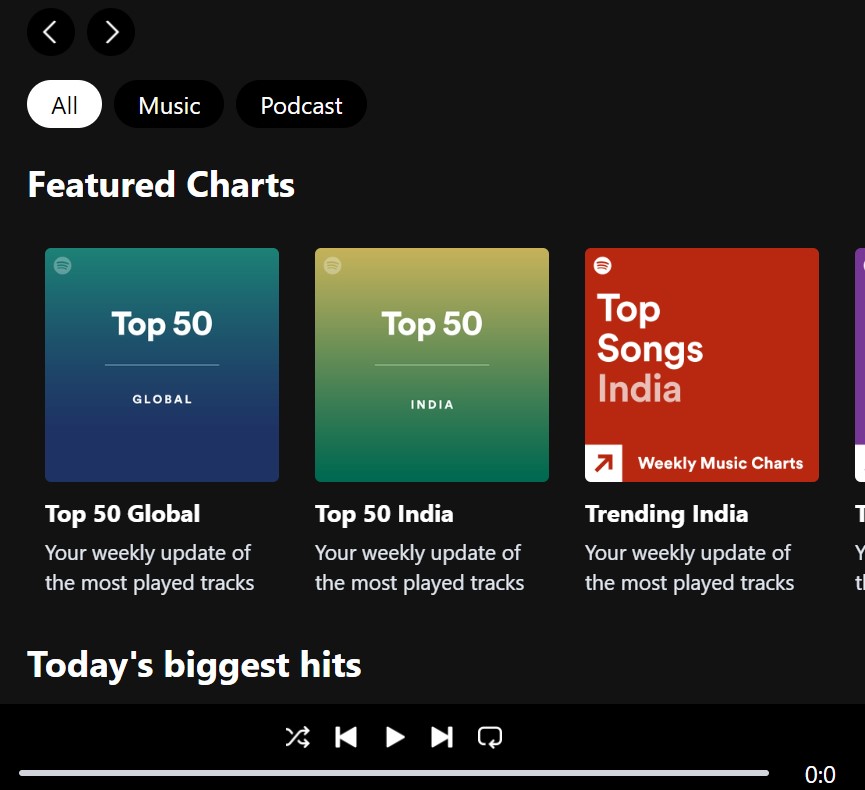 All
Music
Podcast
Featured Charts
Top 50
GLOBAL
Top 50
INDIA
Top
Songs
India
Weekly Music Charts
Top 50 Global
Your weekly update of
the most played tracks
Top 50 India
Your weekly update of
the most played tracks
Trending India
Your weekly update of
the most played tracks
Today's biggest hits
0:0